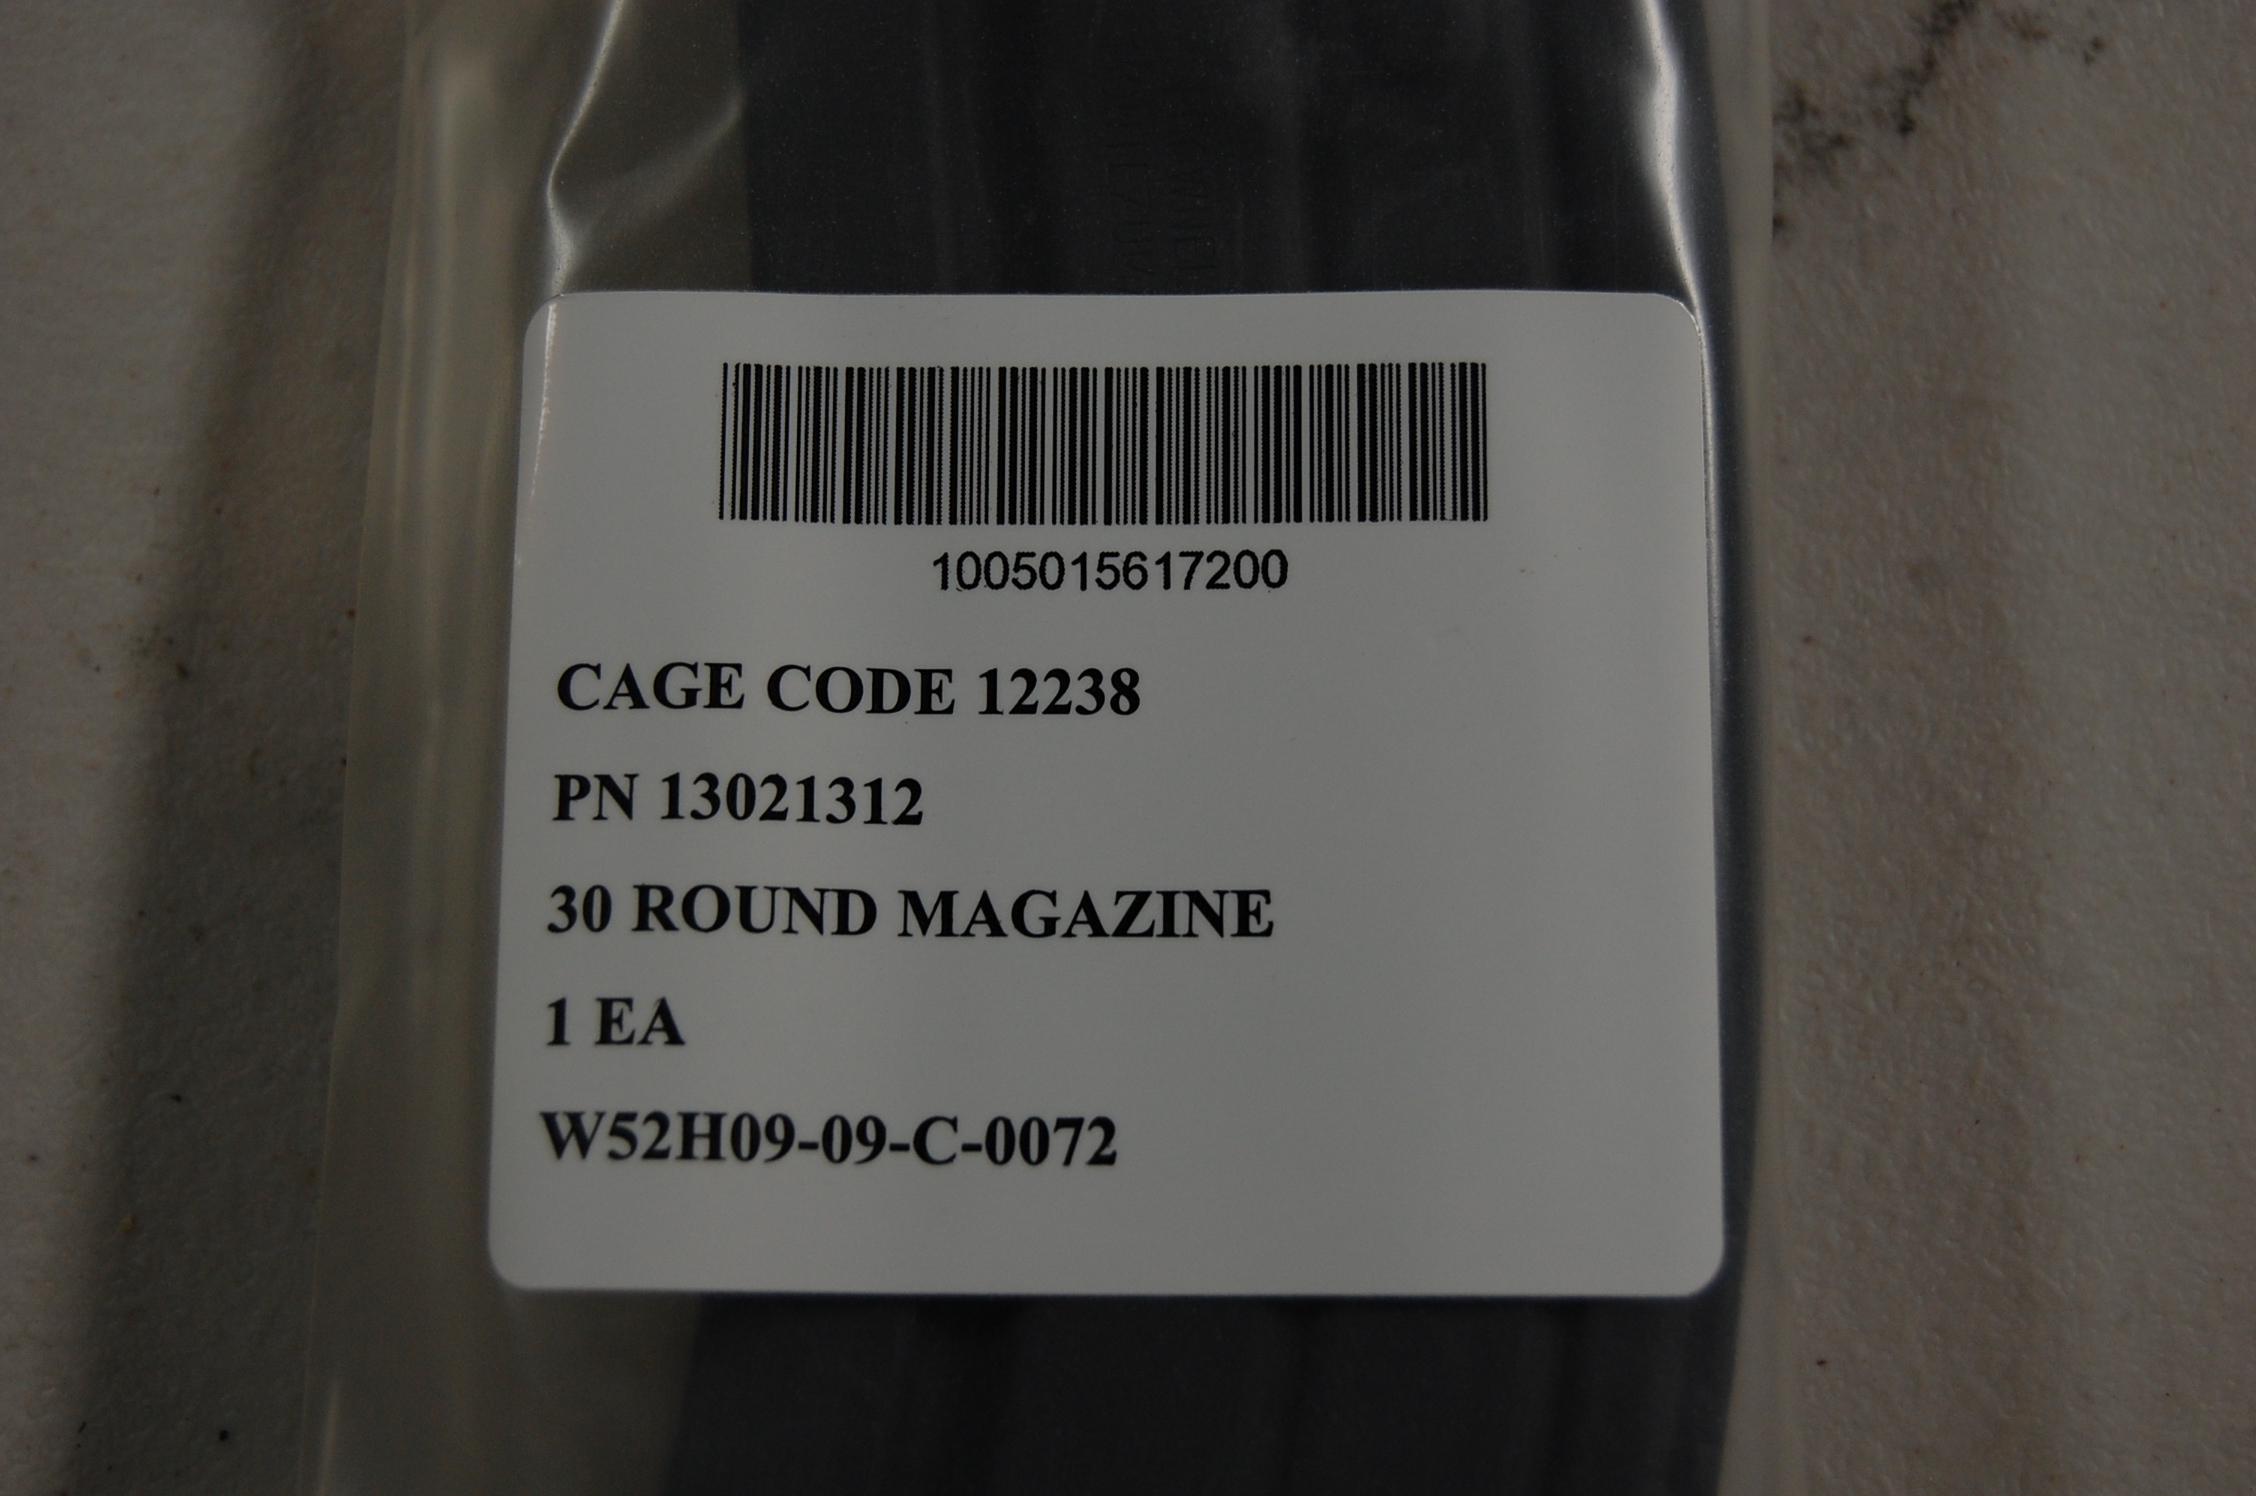 1005015617200
CAGE CODE 12238
PN 13021312
30 ROUND MAGAZINE
1 EA
W52H09-09-C-0072